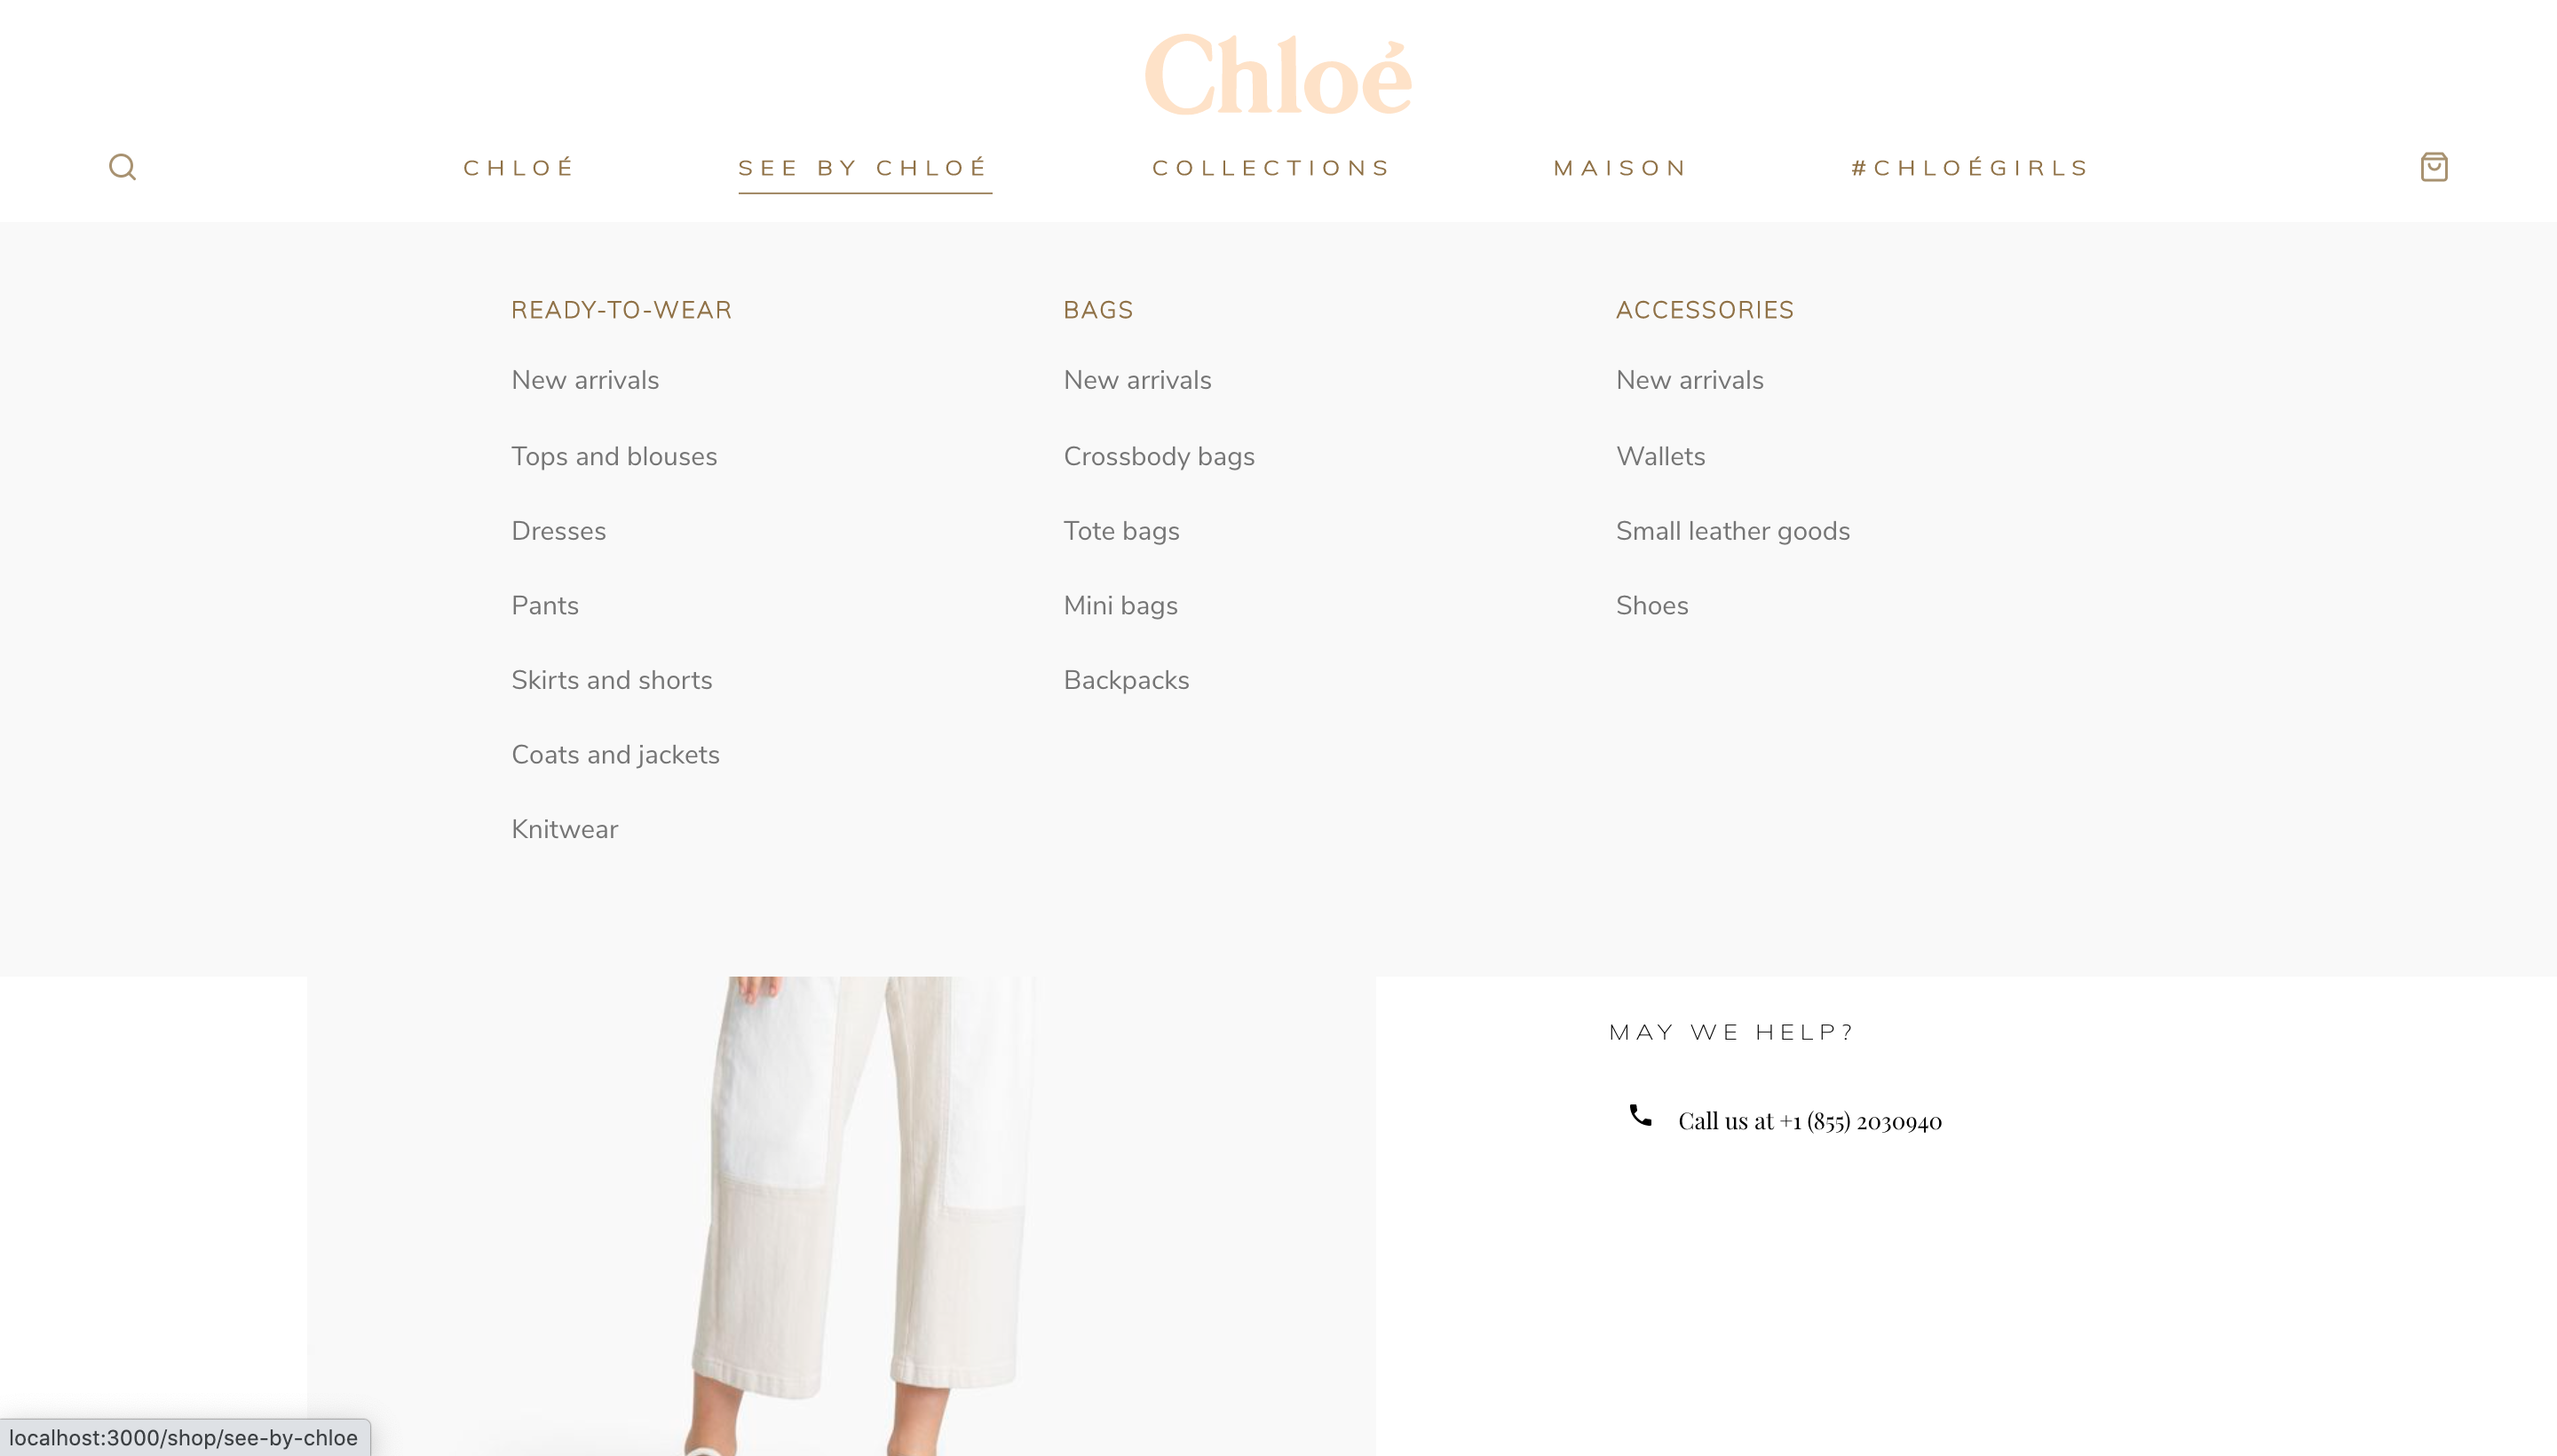 Chloé
CHLOÉ
SEE BY CHLOÉ
COLLECTIONS
MAISON
#CHLOÉGIRLS
READY-TO-WEAR
New arrivals
Tops and blouses
Dresses
Pants
Skirts and shorts
Coats and jackets
Knitwear
BAGS
New arrivals
Crossbody bags
Tote bags
Mini bags
Backpacks
ACCESSORIES
New arrivals
Wallets
Small leather goods
Shoes
MAY WE HELP?
Call us at +1 (855) 2030940
localhost:3000/shop/see-by-chloe